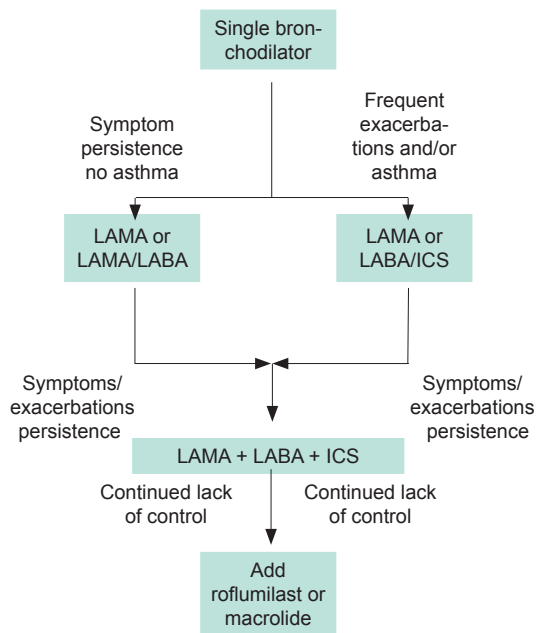 Single bron-
chodilator
Symptom
persistence
no asthma
Frequent
exacerba-
tions and/or
asthma
LAMA or
LAMA/LABA
LAMA or
LABA/ICS
Symptoms/
exacerbations
persistence
Symptoms/
exacerbations
persistence
LAMA + LABA + ICS
Continued lack
of control
Continued lack
of control
Add
roflumilast or
macrolide